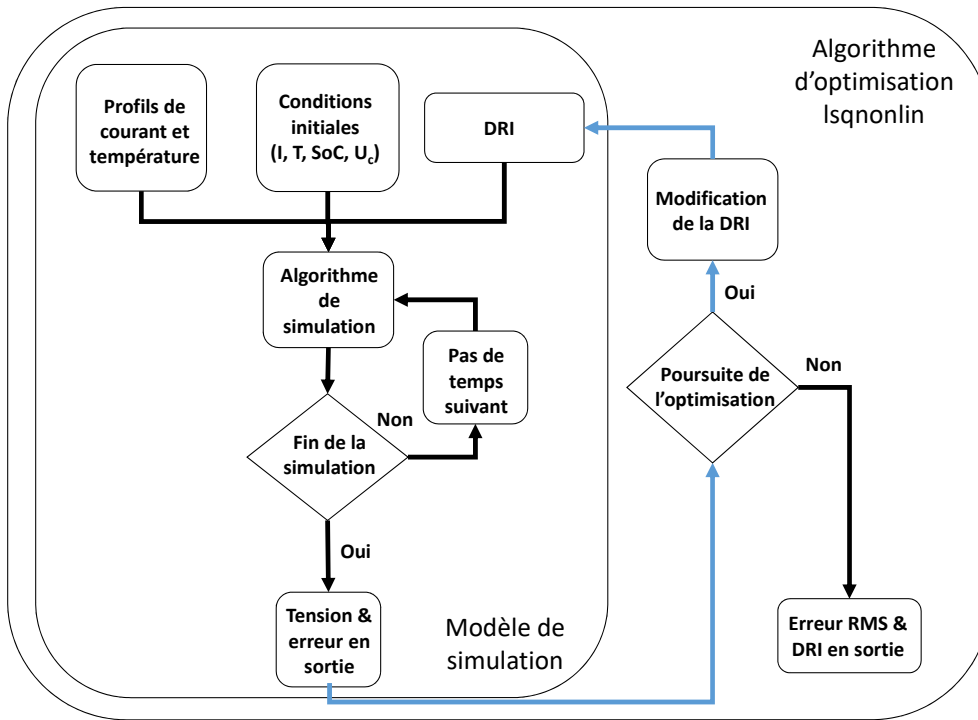 Algorithme
d’optimisation
lsqnonlin
Profils de
courant et
température
Conditions
initiales
(I, T, SoC, Uc)
DRI
Modification
de la DRI
Oui
Algorithme
de
simulation
Pas de
temps
suivant
Non
Fin de la
simulation
Oui
Poursuite de
l’optimisation
Non
Tension &
erreur en
sortie
Modèle de
simulation
Erreur RMS &
DRI en sortie